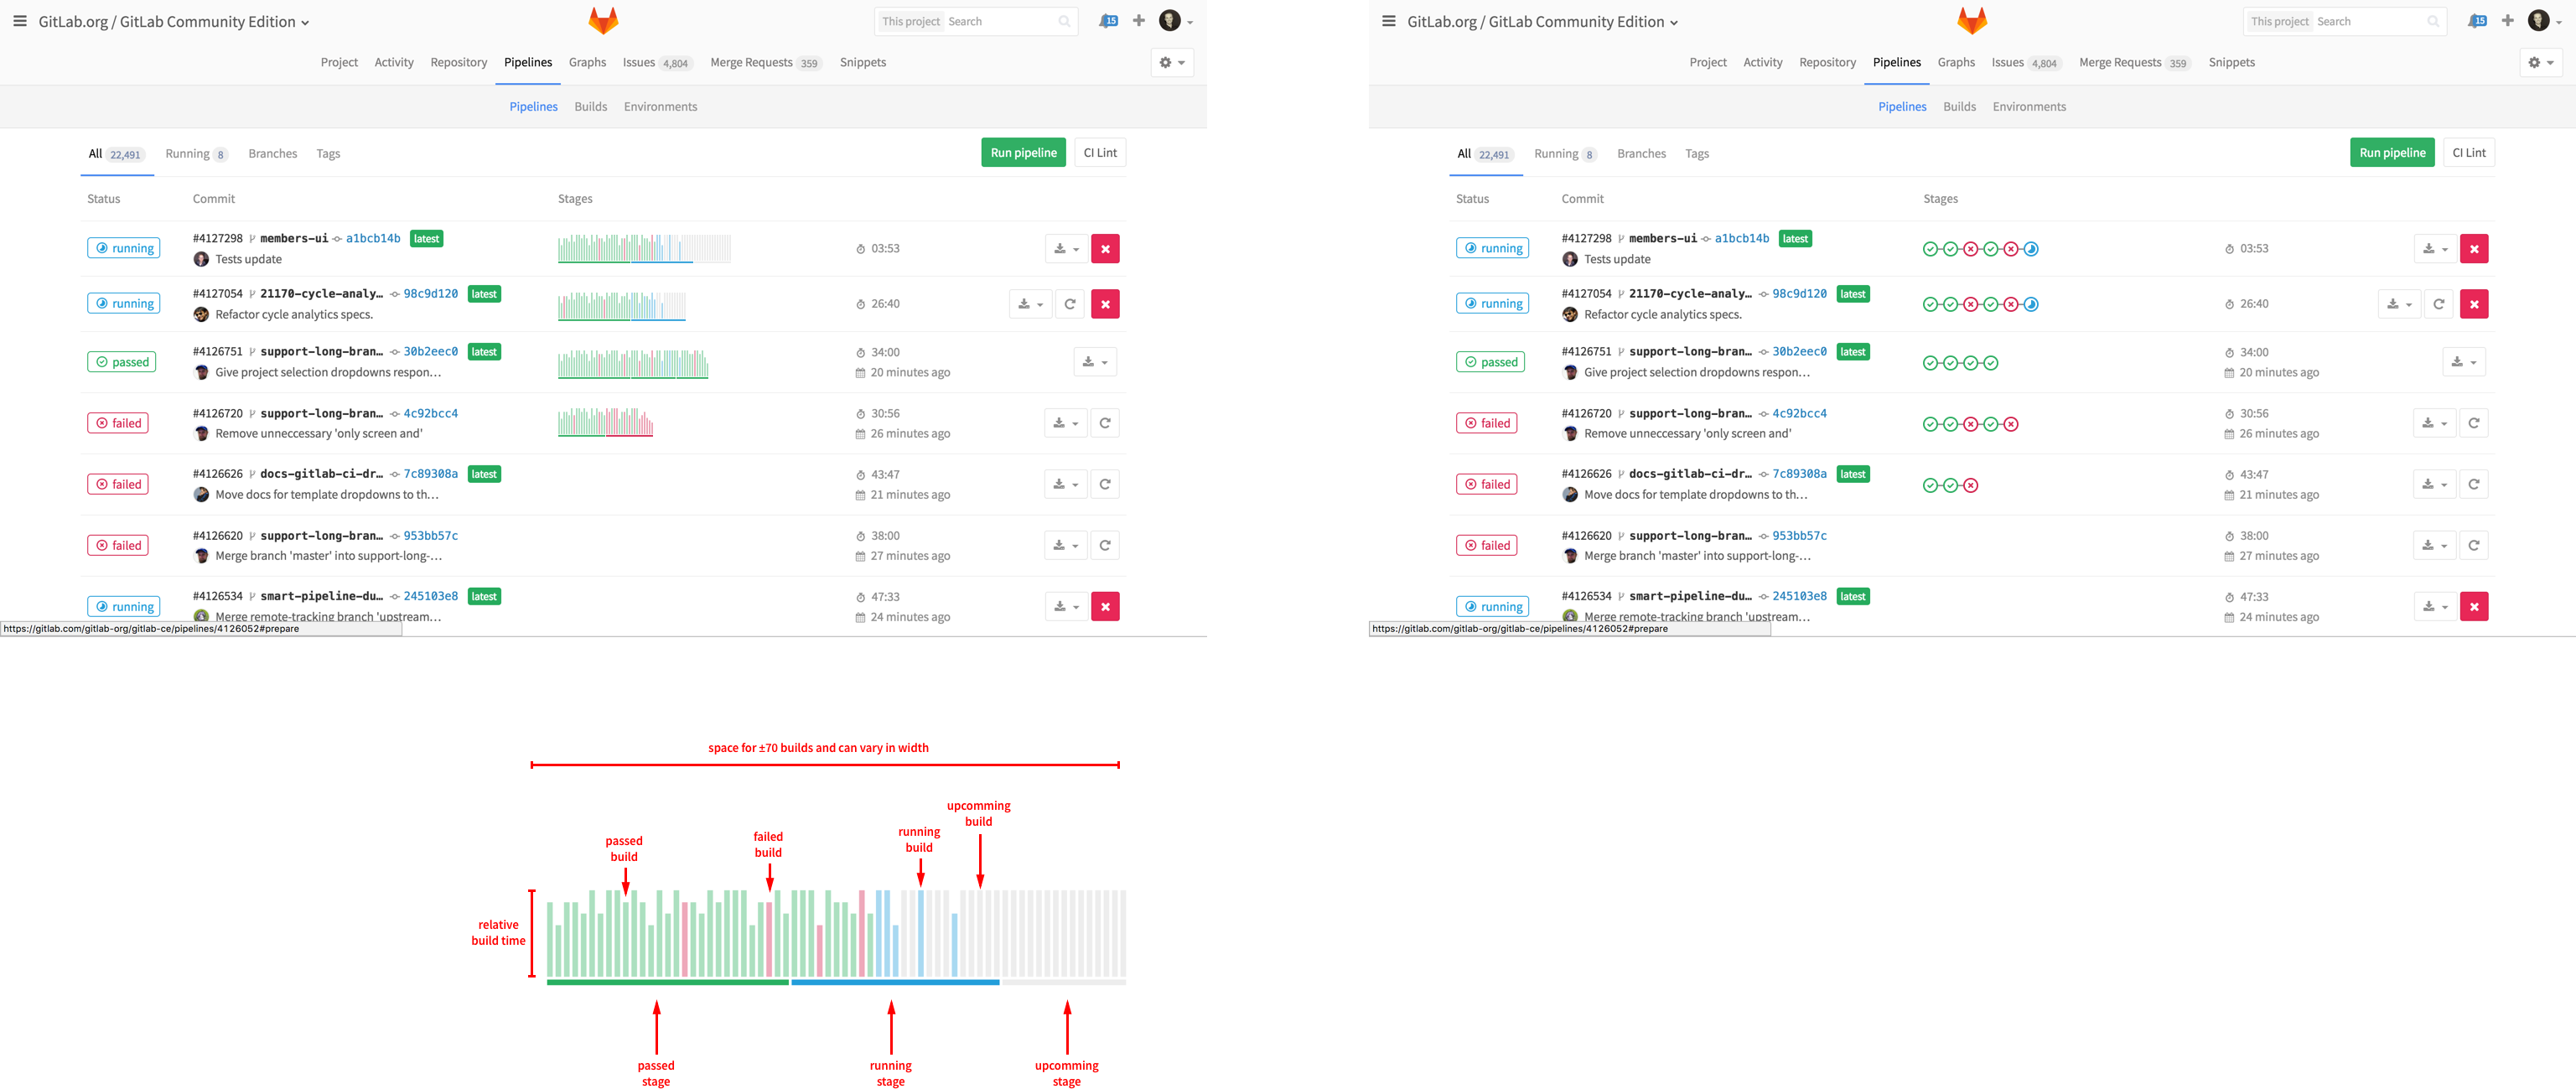 GitLab.org / GitLab Community Edition
This project Search
15
Project Activity Repository Pipelines Graphs Issues 4,804 Merge Requests 359 Snippets
Pipelines Builds Environments
All 22,491 Running 8 Branches Tags
Run pipeline CI Lint
Status Commit Stages
running #4127298 members-ui a1bcb14b latest 03:53
Tests update
running #4127054 21170-cycle-analy... 98c9d120 latest 26:40
Refactor cycle analytics specs.
passed #4126751 support-long-bran... 30b2eec0 latest 34:00
Give project selection dropdowns respon... 20 minutes ago
failed #4126720 support-long-bran... 4c92bcc4 30:56
Remove unneccessary 'only screen and' 26 minutes ago
failed #4126626 docs-gitlab-ci-dr... 7c89308a latest 43:47
Move docs for template dropdowns to th... 21 minutes ago
failed #4126620 support-long-bran... 953bb57c 38:00
Merge branch 'master' into support-long-... 27 minutes ago
running #4126534 smart-pipeline-du... 245103e8 latest 47:33
Merge remote-tracking branch 'upstream... 24 minutes ago
https://gitlab.com/gitlab-org/gitlab-ce/pipelines/4126052#prepare
GitLab.org / GitLab Community Edition
This project Search
15
Project Activity Repository Pipelines Graphs Issues 4,804 Merge Requests 359 Snippets
Pipelines Builds Environments
All 22,491 Running 8 Branches Tags
Run pipeline CI Lint
Status Commit Stages
running #4127298 members-ui a1bcb14b latest 03:53
Tests update
running #4127054 21170-cycle-analy... 98c9d120 latest 26:40
Refactor cycle analytics specs.
passed #4126751 support-long-bran... 30b2eec0 latest 34:00
Give project selection dropdowns respon... 20 minutes ago
failed #4126720 support-long-bran... 4c92bcc4 30:56
Remove unneccessary 'only screen and' 26 minutes ago
failed #4126626 docs-gitlab-ci-dr... 7c89308a latest 43:47
Move docs for template dropdowns to th... 21 minutes ago
failed #4126620 support-long-bran... 953bb57c 38:00
Merge branch 'master' into support-long-... 27 minutes ago
running #4126534 smart-pipeline-du... 245103e8 latest 47:33
Merge remote-tracking branch 'upstream... 24 minutes ago
https://gitlab.com/gitlab-org/gitlab-ce/pipelines/4126052#prepare
space for ±70 builds and can vary in width
passed
build
failed
build
running
build
upcomming
build
relative
build time
passed
stage
running
stage
upcomming
stage